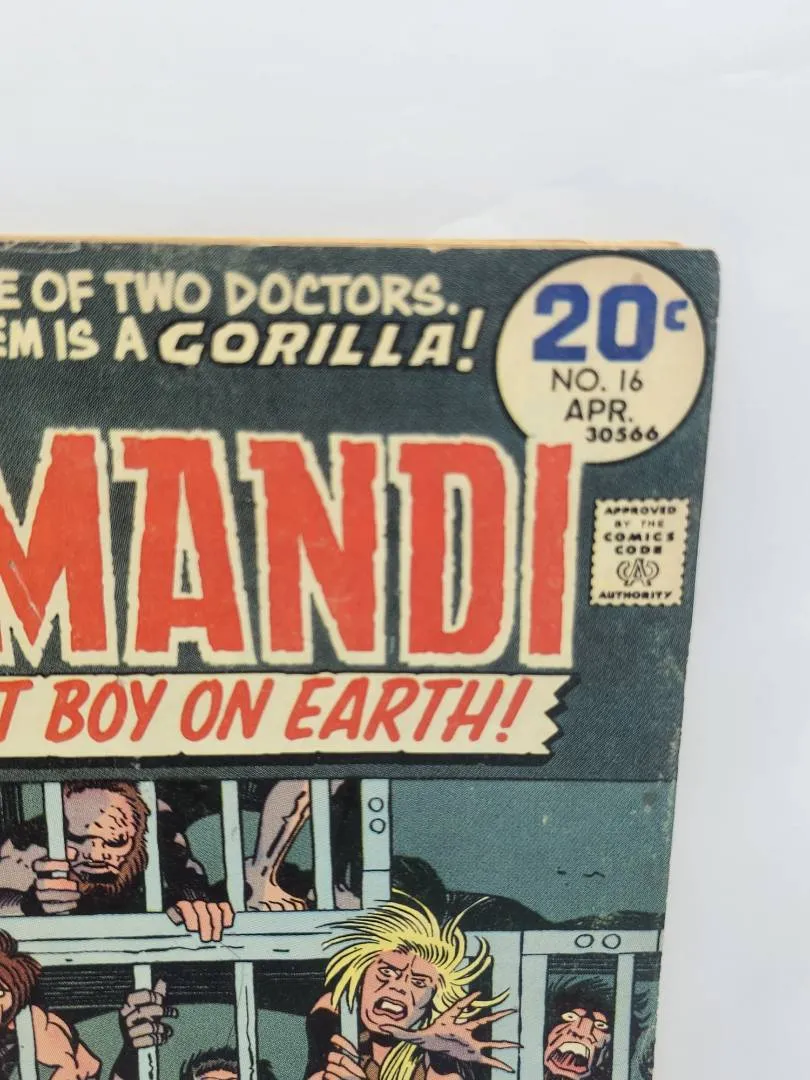 E OF TWO DOCTORS.
EM IS A GORILLA!
20¢
NO. 16
APR.
30566
MANDI
APPROVED
BY THE
COMICS
CODE
CA
AUTHORITY
T BOY ON EARTH!